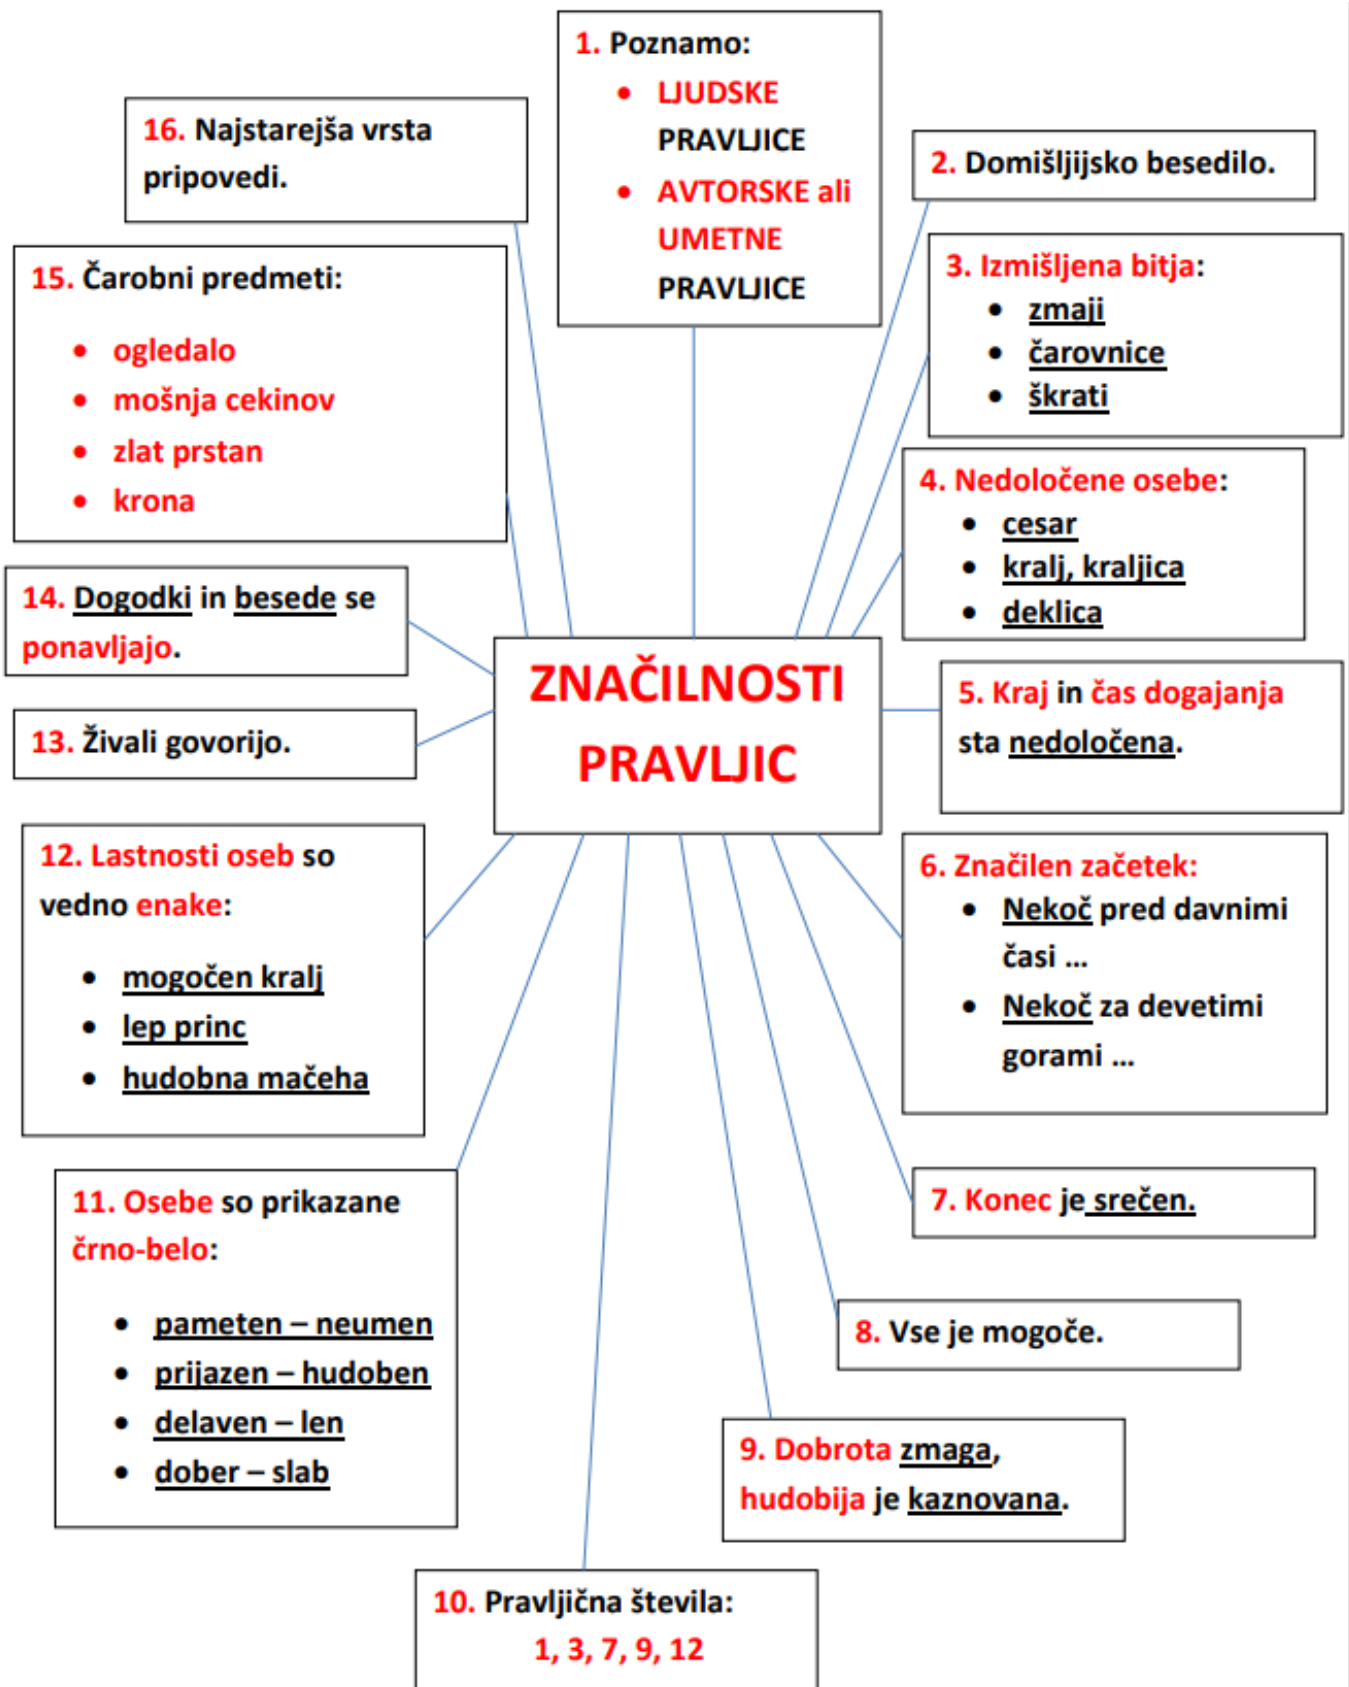 1. Poznamo:
• LJUDSKE
PRAVLJICE
• AVTORSKE ali
UMETNE
PRAVLJICE
2. Domišljijsko besedilo.
3. Izmišljena bitja:
• zmaji
• čarovnice
• škrati
4. Nedoločene osebe:
• cesar
• kralj, kraljica
• deklica
5. Kraj in čas dogajanja
sta nedoločena.
6. Značilen začetek:
• Nekoč pred davnimi
časi ...
• Nekoč za devetimi
gorami ...
7. Konec je srečen.
8. Vse je mogoče.
9. Dobrota zmaga,
hudobija je kaznovana.
10. Pravljična števila:
1, 3, 7, 9, 12
11. Osebe so prikazane
črno-belo:
• pameten – neumen
• prijazen – hudoben
• delaven – len
• dober – slab
12. Lastnosti oseb so
vedno enake:
• mogočen kralj
• lep princ
• hudobna mačeha
13. Živali govorijo.
14. Dogodki in besede se
ponavljajo.
15. Čarobni predmeti:
• ogledalo
• mošnja cekinov
• zlat prstan
• krona
16. Najstarejša vrsta
pripovedi.
ZNAČILNOSTI
PRAVLJIC